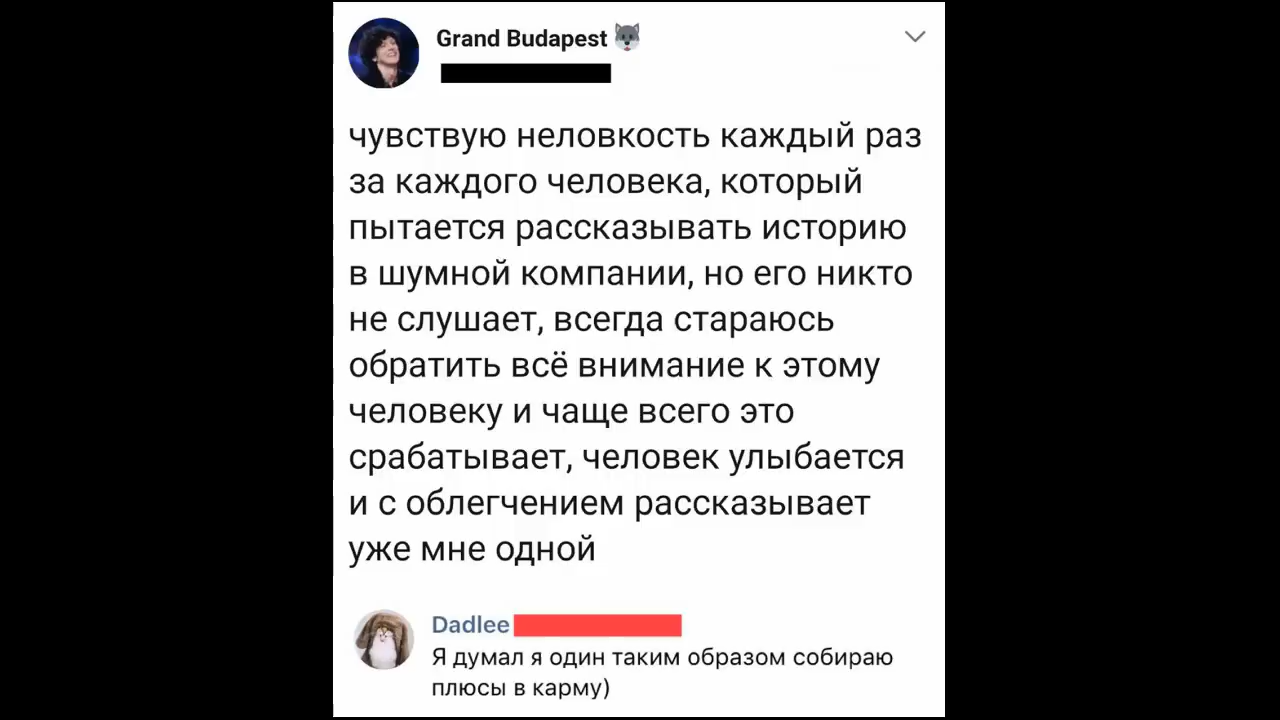 Grand Budapest
чувствую неловкость каждый раз
за каждого человека, который
пытается рассказывать историю
в шумной компании, но его никто
не слушает, всегда стараюсь
обратить всё внимание к этому
человеку и чаще всего это
срабатывает, человек улыбается
и с облегчением рассказывает
уже мне одной
Dadlee
Я думал я один таким образом собираю
плюсы в карму)